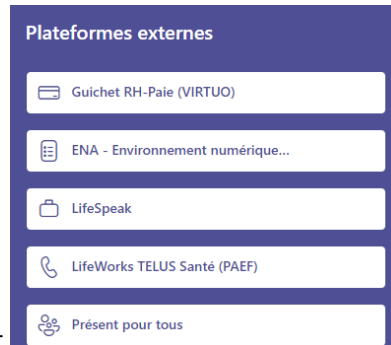 Plateformes externes
Guichet RH-Paie (VIRTUO)
ENA - Environnement numérique...
LifeSpeak
LifeWorks TELUS Santé (PAEF)
Présent pour tous